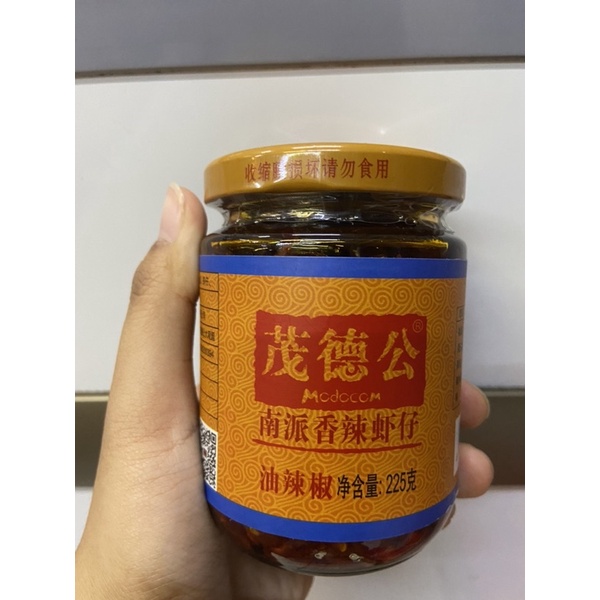 收缩膜损坏请勿食用
茂德公®
Modocom
南派香辣虾仔
油辣椒 净含量:225克